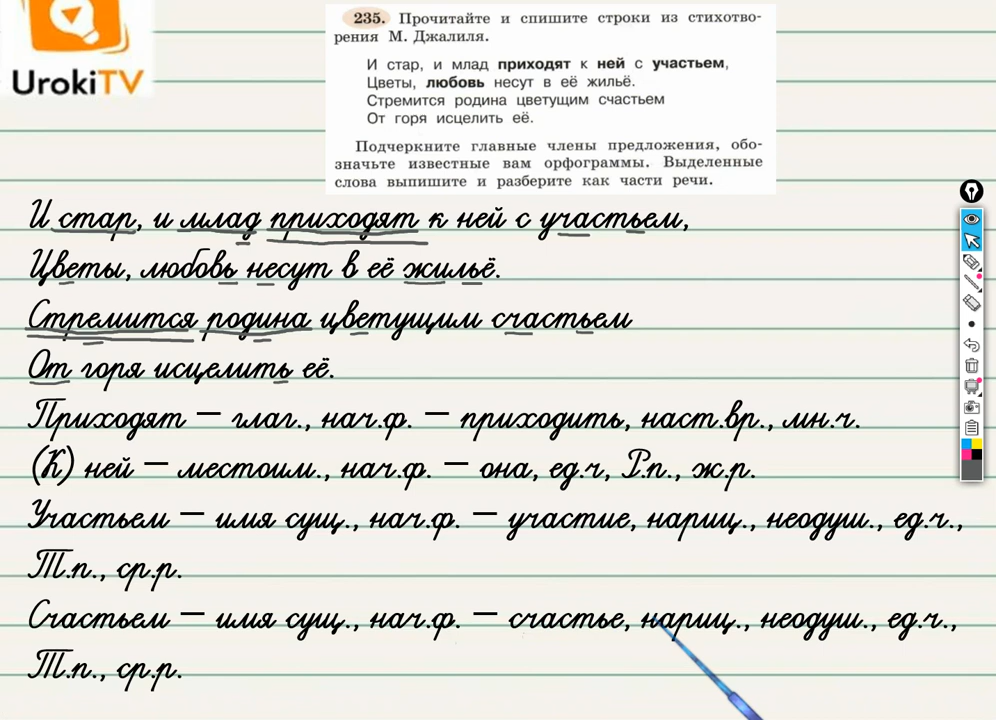 UrokiTV
235. Прочитайте и спишите строки из стихотво-
рения М. Джалиля.
И стар, и млад приходят к ней с участьем,
Цветы, любовь несут в её жильё.
Стремится родина цветущим счастьем
От горя исцелить её.
Подчеркните главные члены предложения, обо-
значьте известные вам орфограммы. Выделенные
слова выпишите и разберите как части речи.
И стар, и млад приходят к ней с участьем,
Цветы, любовь несут в её жильё.
Стремится родина цветущим счастьем
От горя исцелить её.
Приходят — глаг., нач.ф. — приходить, наст.вр., мн.ч.
(К) ней — местоим., нач.ф. — она, ед.ч, Р.п., ж.р.
Участьем — имя сущ., нач.ф. — участие, нариц., неодуш., ед.ч.,
Т.п., ср.р.
Счастьем — имя сущ., нач.ф. — счастье, нариц., неодуш., ед.ч.,
Т.п., ср.р.